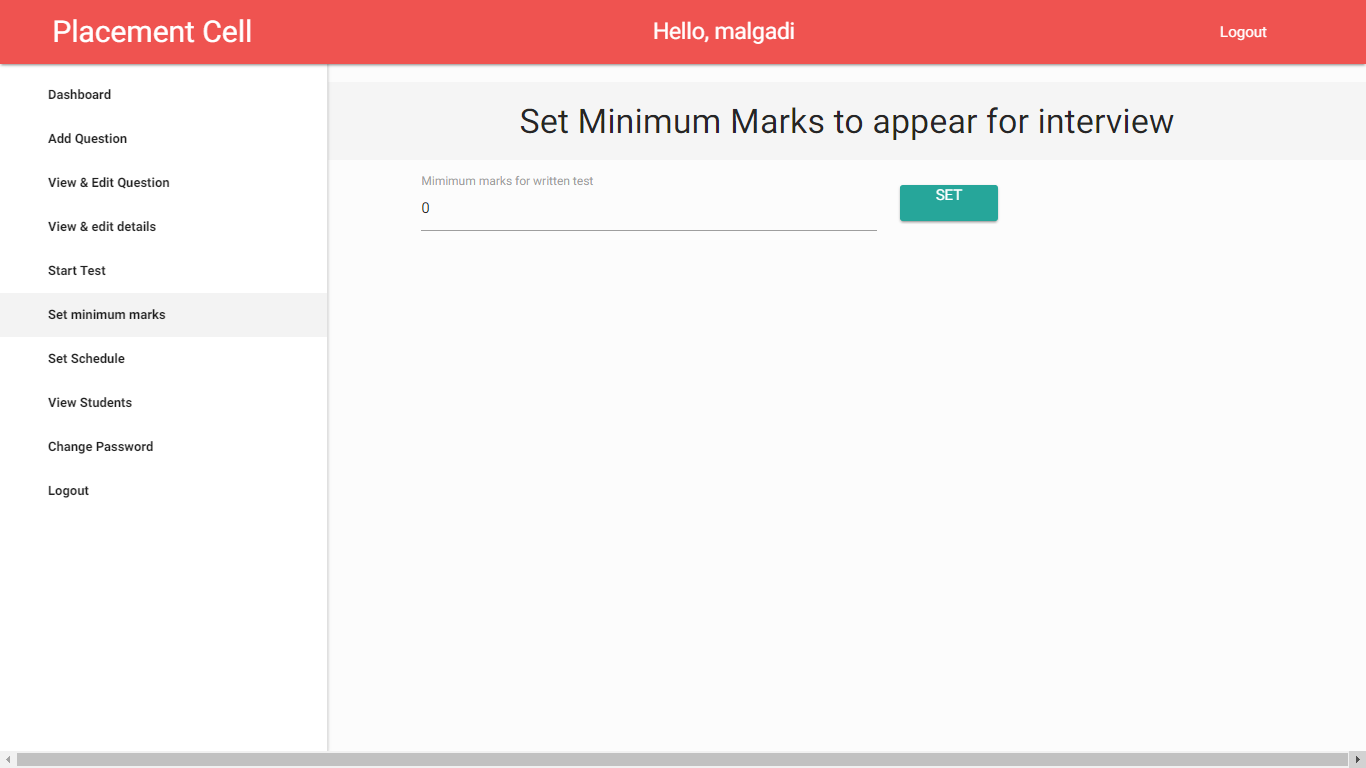 Placement Cell
Hello, malgadi
Logout
Dashboard
Add Question
View & Edit Question
View & edit details
Start Test
Set minimum marks
Set Schedule
View Students
Change Password
Logout
Set Minimum Marks to appear for interview
Mimimum marks for written test
0
SET